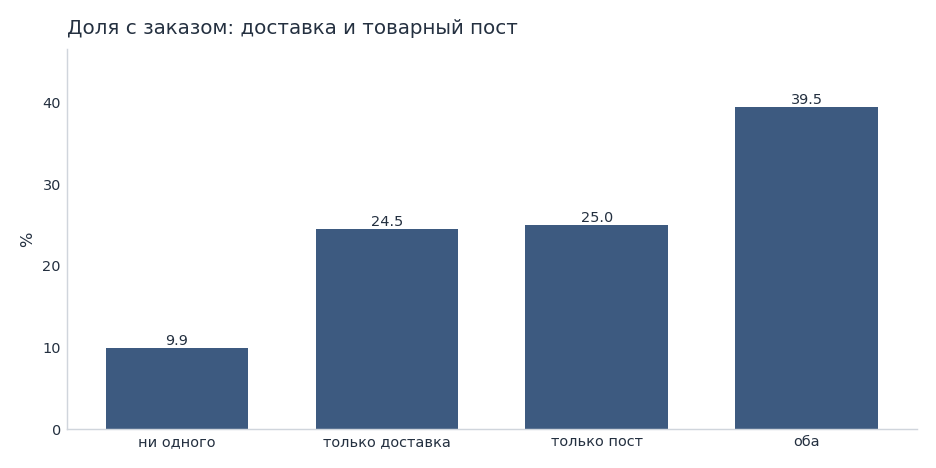 Доля с заказом: доставка и товарный пост
%
40
30
20
10
0
9.9
24.5
25.0
39.5
ни одного
только доставка
только пост
оба